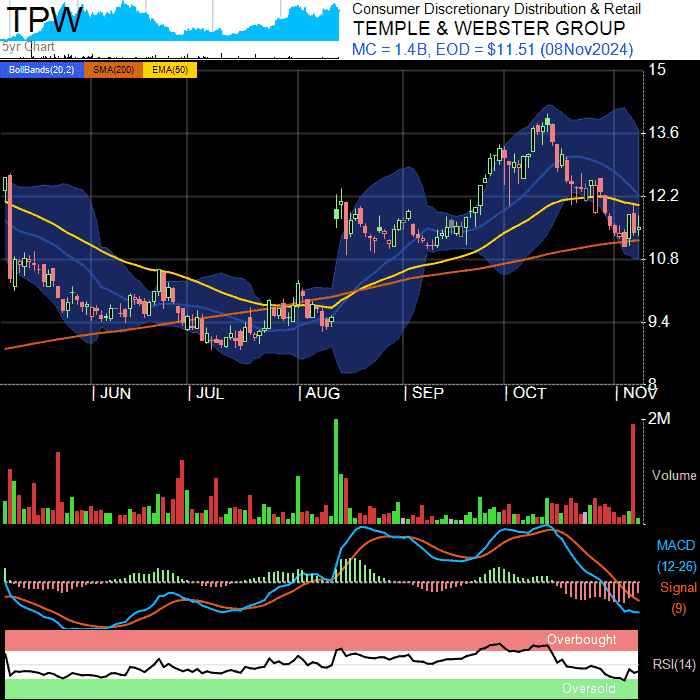 TPW
5yr Chart
Consumer Discretionary Distribution & Retail
TEMPLE & WEBSTER GROUP
MC = 1.4B, EOD = $11.51 (08Nov2024)
BollBands(20,2) SMA(200) EMA(50)
15
13.6
12.2
10.8
9.4
8
| JUN | JUL | AUG | SEP | OCT | NOV
2M
Volume
MACD
(12-26)
Signal
(9)
Overbought
RSI(14)
Oversold